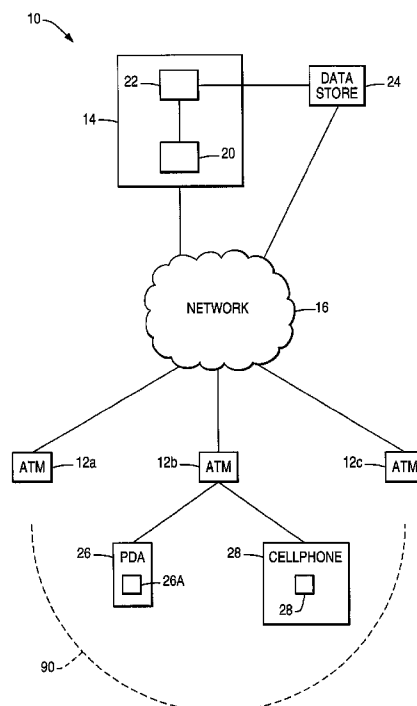 10
22
DATA
STORE
24
14
20
NETWORK
16
ATM
12a
12b
ATM
12c
ATM
26
PDA
26A
28
CELLPHONE
28
90